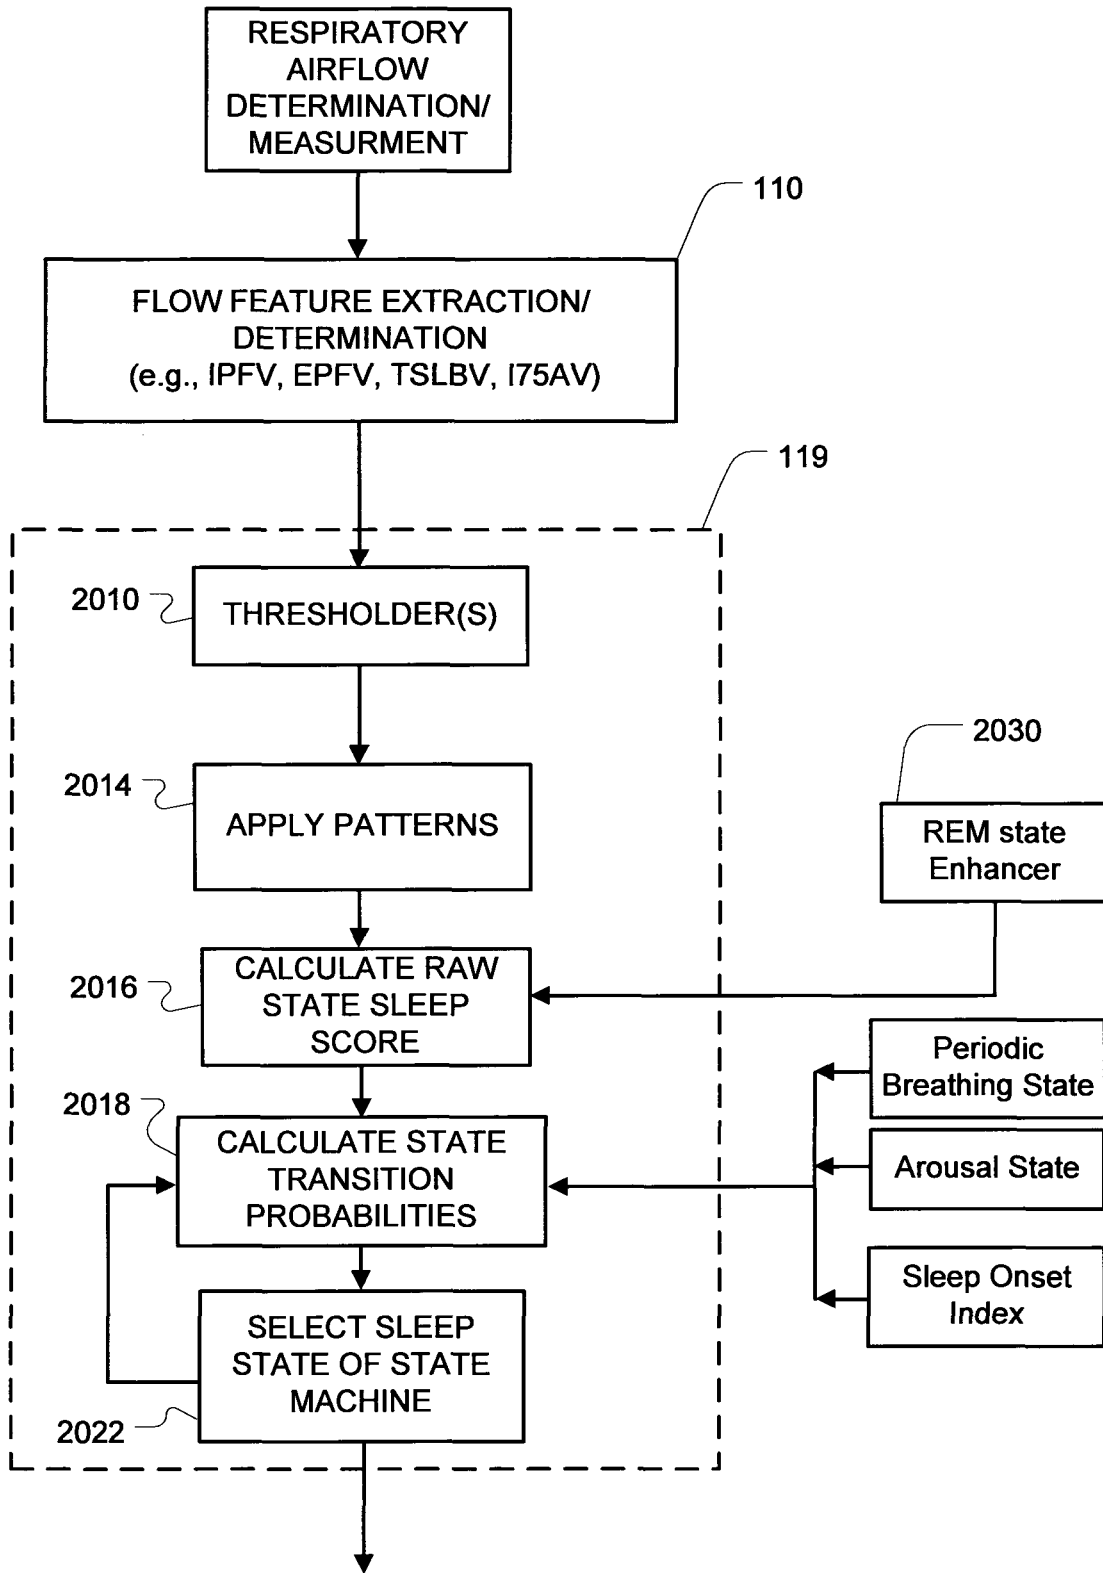 RESPIRATORY
AIRFLOW
DETERMINATION/
MEASURMENT
110
FLOW FEATURE EXTRACTION/
DETERMINATION
(e.g., IPFV, EPFV, TSLBV, I75AV)
119
2010
THRESHOLDER(S)
2014
APPLY PATTERNS
2030
REM state
Enhancer
2016
CALCULATE RAW
STATE SLEEP
SCORE
Periodic
Breathing State
2018
CALCULATE STATE
TRANSITION
PROBABILITIES
Arousal State
Sleep Onset
Index
SELECT SLEEP
STATE OF STATE
MACHINE
2022